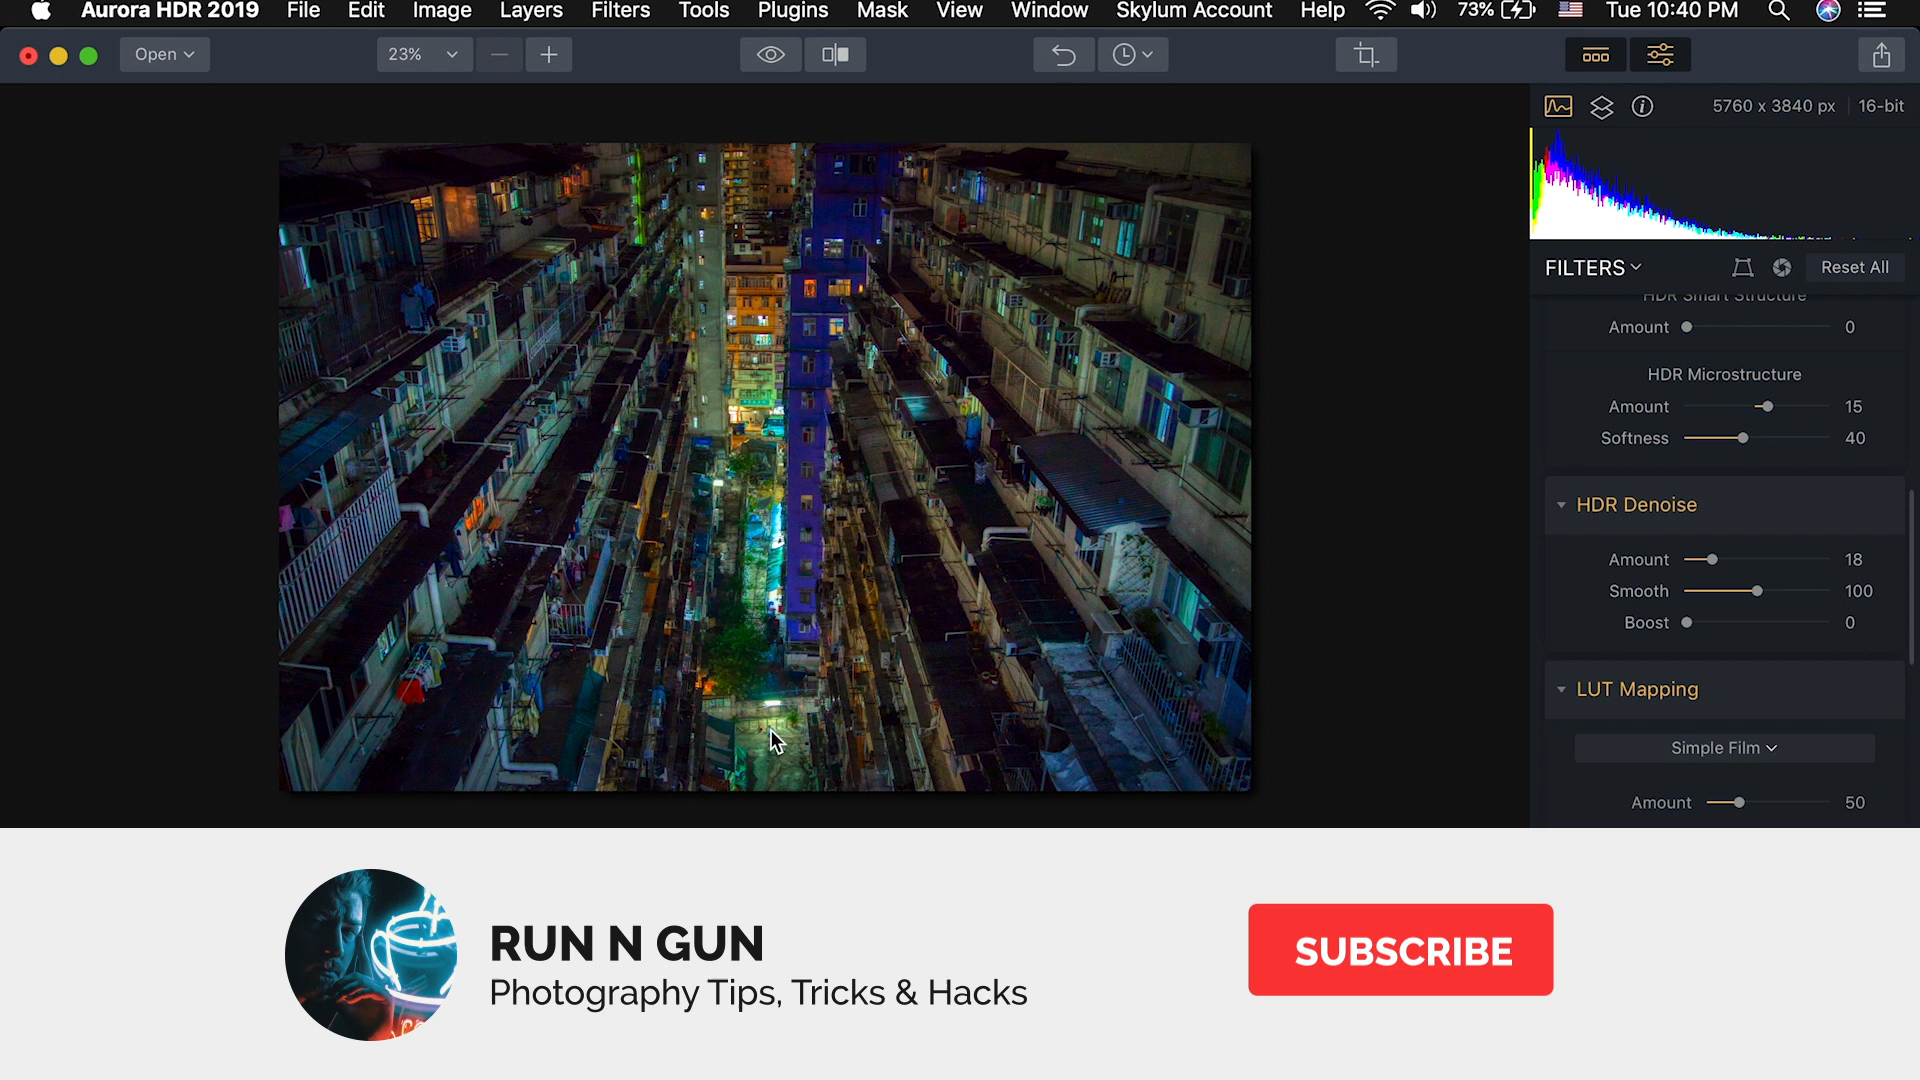 Aurora HDR 2019 File Edit Image Layers Filters Tools Plugins Mask View Window Skylum Account Help 73% Tue 10:40 PM
Open 23% 5760 x 3840 px 16-bit
FILTERS Reset All
HDR Smart Structure
Amount 0
HDR Microstructure
Amount 15
Softness 40
HDR Denoise
Amount 18
Smooth 100
Boost 0
LUT Mapping
Simple Film
Amount 50
RUN N GUN
Photography Tips, Tricks & Hacks
SUBSCRIBE